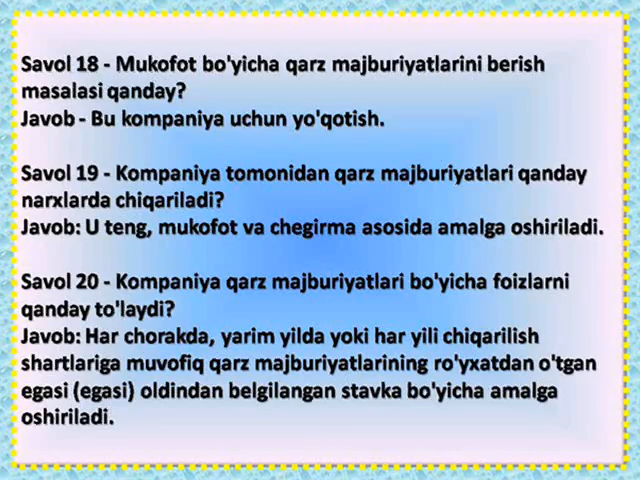 Savol 18 - Mukofot bo'yicha qarz majburiyatlarini berish
masalasi qanday?
Javob - Bu kompaniya uchun yo'qotish.
Savol 19 - Kompaniya tomonidan qarz majburiyatlari qanday
narxlarda chiqariladi?
Javob: U teng, mukofot va chegirma asosida amalga oshiriladi.
Savol 20 - Kompaniya qarz majburiyatlari bo'yicha foizlarni
qanday to'laydi?
Javob: Har chorakda, yarim yilda yoki har yili chiqarilish
shartlariga muvofiq qarz majburiyatlarining ro'yxatdan o'tgan
egasi (egasi) oldindan belgilangan stavka bo'yicha amalga
oshiriladi.